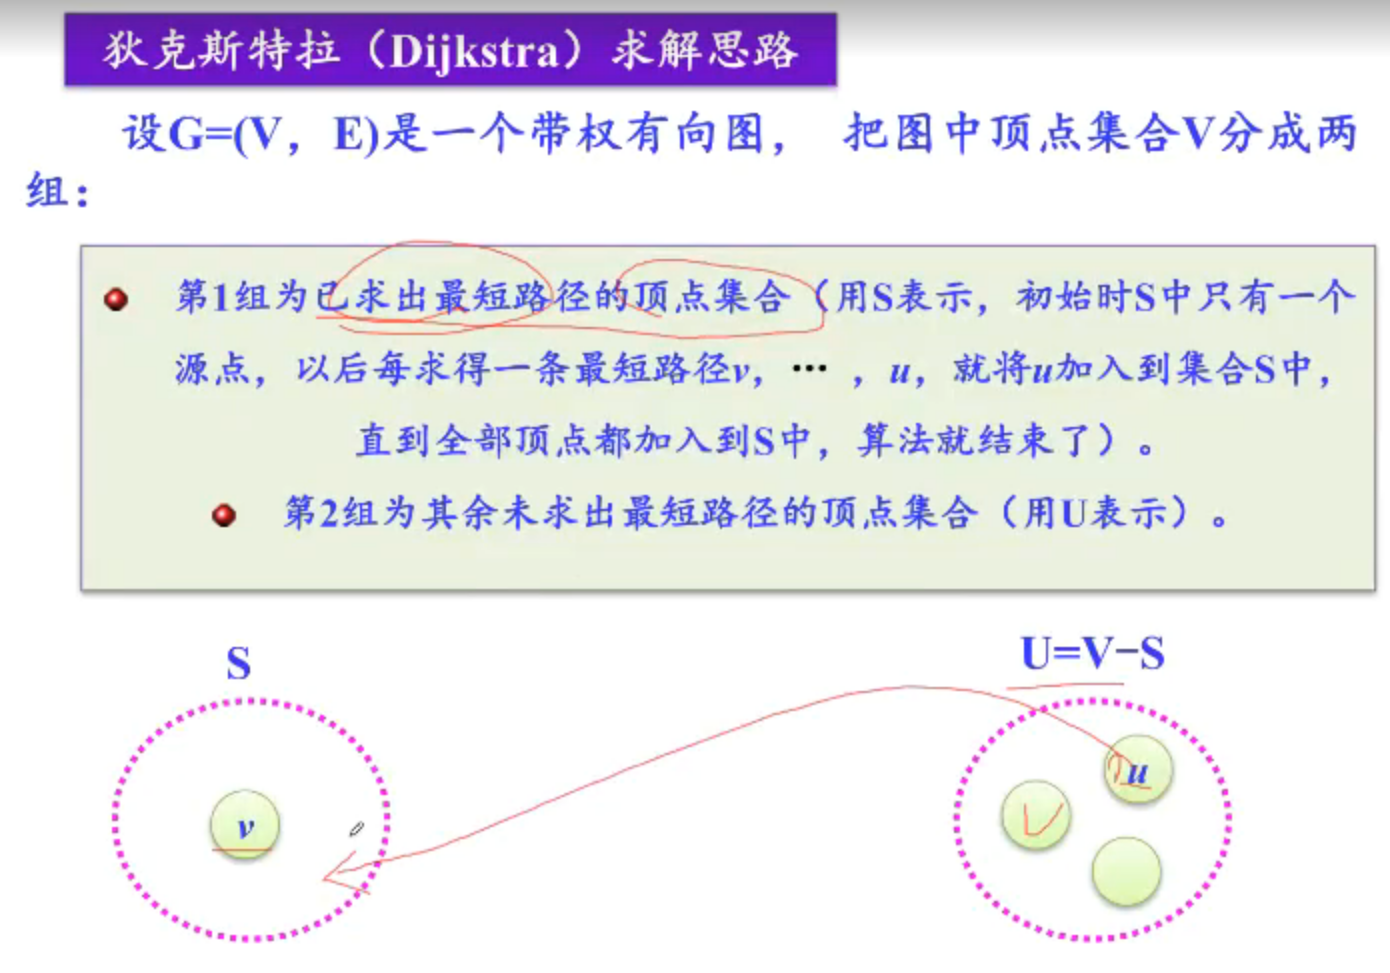 狄克斯特拉（Dijkstra）求解思路
设G=(V，E)是一个带权有向图， 把图中顶点集合V分成两
组：
第1组为已求出最短路径的顶点集合（用S表示，初始时S中只有一个
源点，以后每求得一条最短路径v，…，u，就将u加入到集合S中，
直到全部顶点都加入到S中，算法就结束了）。
第2组为其余未求出最短路径的顶点集合（用U表示）。
S
U=V−S
v
u
V